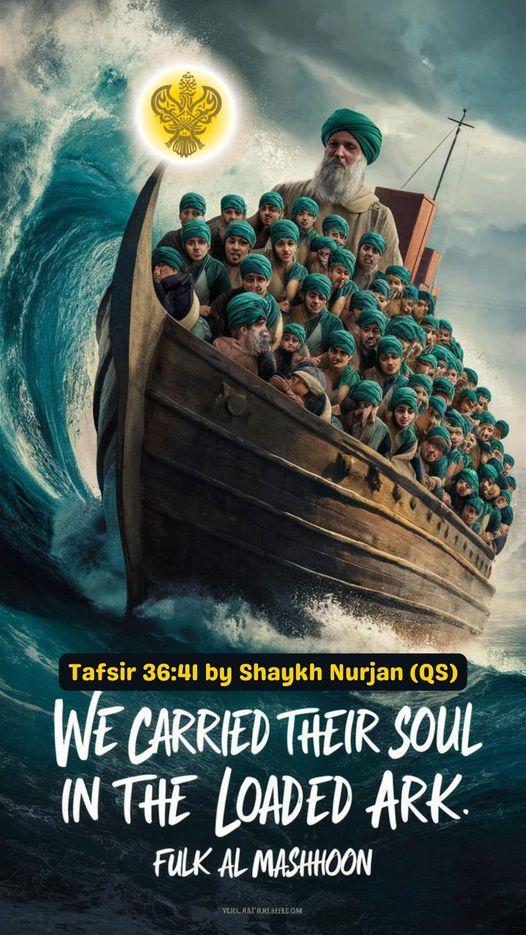 Tafsir 36:41 by Shaykh Nurjan (QS)
WE CARRIED THEIR SOUL
IN THE LOADED ARK.
FULK AL MASHHOON